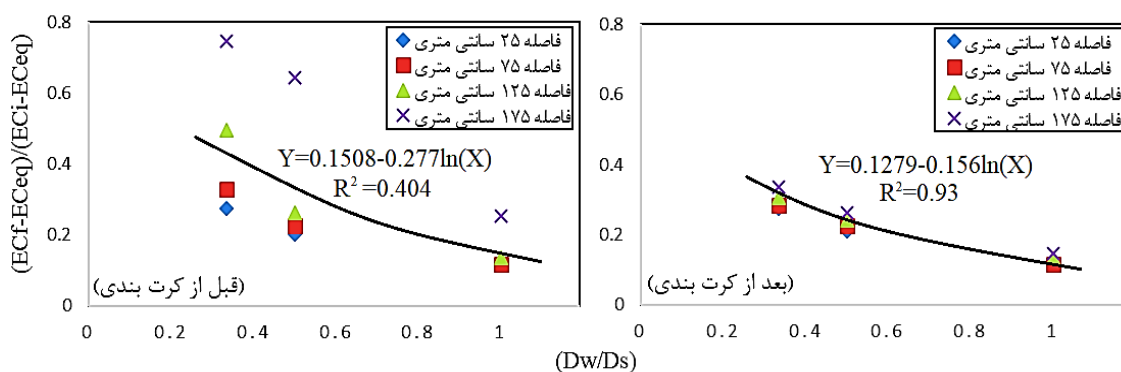 (ECf-ECeq)/(ECi-ECeq)
0.8
0.6
0.4
0.2
0
0 0.2 0.4 0.6 0.8 1
فاصله ۲۵ سانتی متری
فاصله ۷۵ سانتی متری
فاصله ۱۲۵ سانتی متری
فاصله ۱۷۵ سانتی متری
Y=0.1508-0.277ln(X)
R² =0.404
(قبل از کرت بندی)
0.8
0.6
0.4
0.2
0
0 0.2 0.4 0.6 0.8 1
فاصله ۲۵ سانتی متری
فاصله ۷۵ سانتی متری
فاصله ۱۲۵ سانتی متری
فاصله ۱۷۵ سانتی متری
Y=0.1279-0.156ln(X)
R²=0.93
(بعد از کرت بندی)
(Dw/Ds)